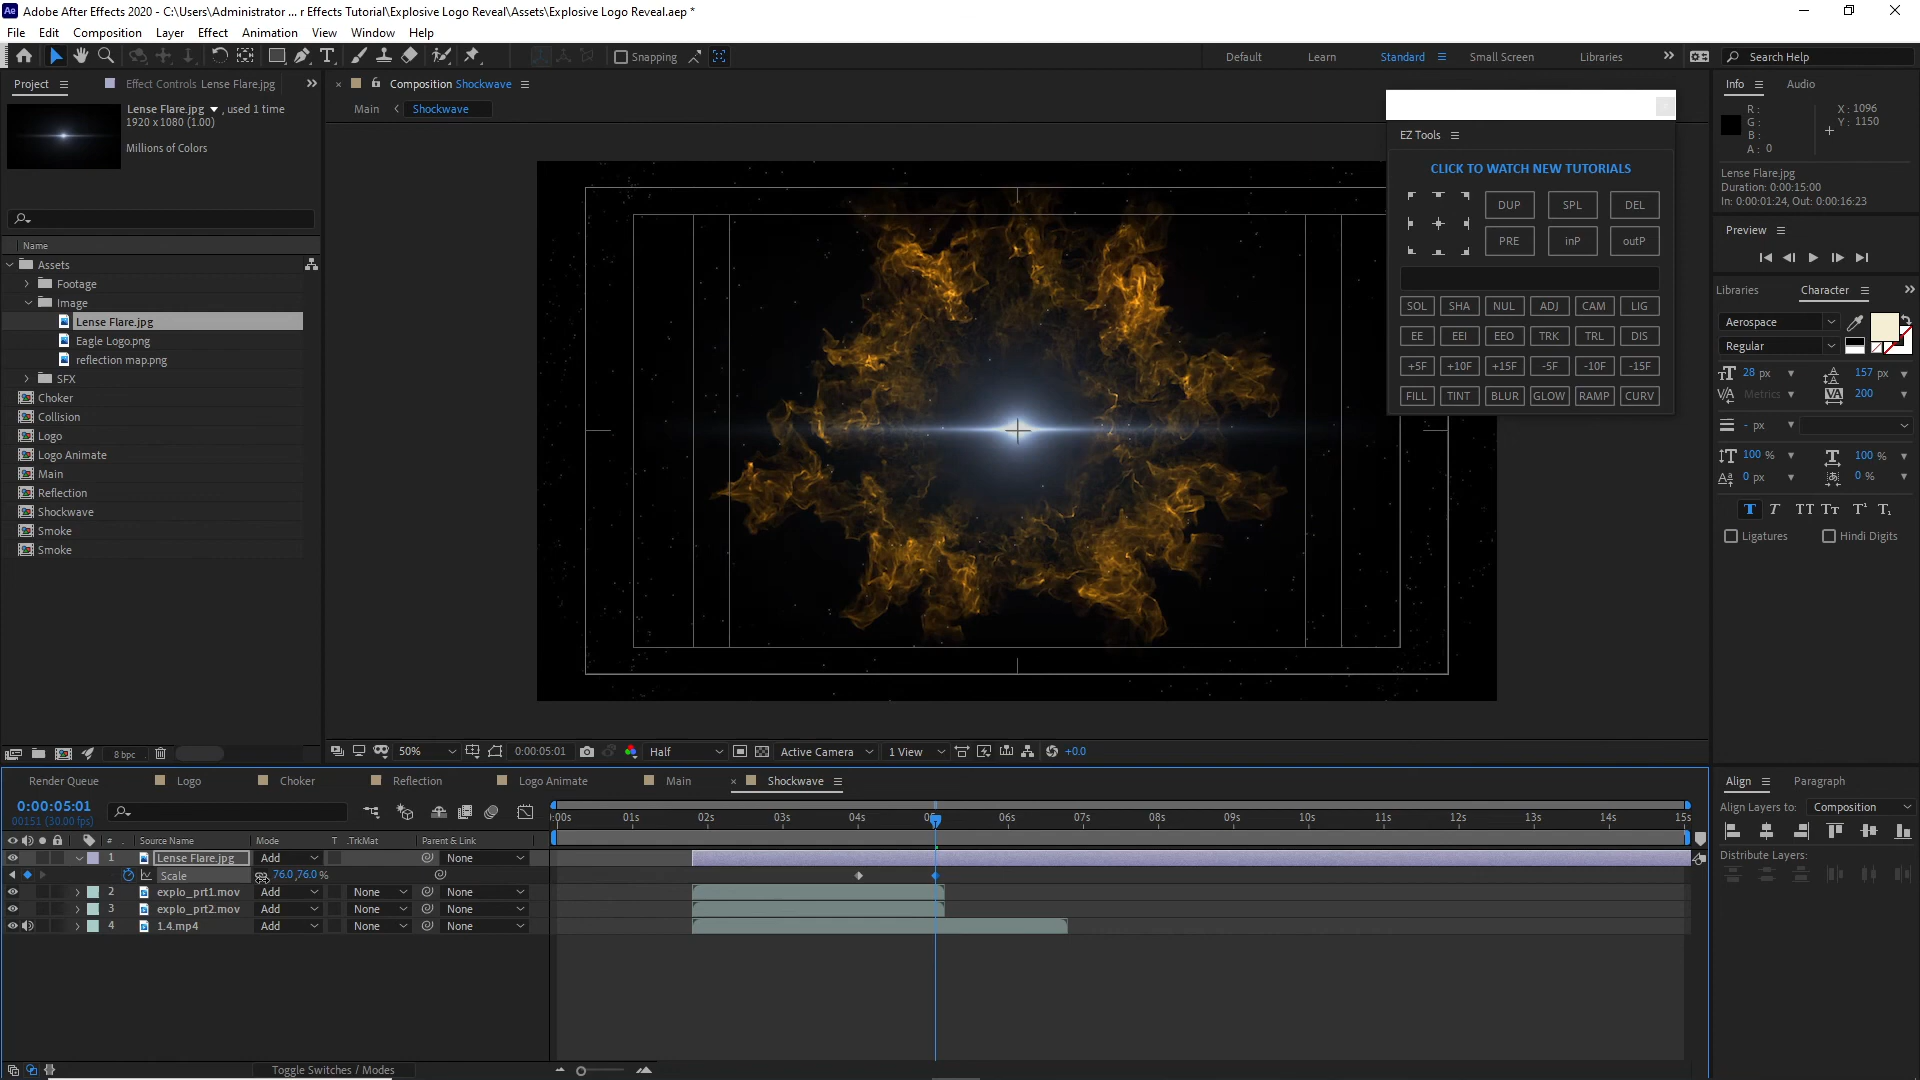 Adobe After Effects 2020 - C:\Users\Administrator ... r Effects Tutorial\Explosive Logo Reveal\Assets\Explosive Logo Reveal.aep *
File Edit Composition Layer Effect Animation View Window Help
Snapping
Default Learn Standard Small Screen Libraries
Search Help
Project Effect Controls Lense Flare.jpg
Lense Flare.jpg , used 1 time
1920 x 1080 (1.00)
Millions of Colors
Name
Assets
Footage
Image
Lense Flare.jpg
Eagle Logo.png
reflection map.png
SFX
Choker
Collision
Logo
Logo Animate
Main
Reflection
Shockwave
Smoke
Smoke
8 bpc
Composition Shockwave
Main Shockwave
EZ Tools
CLICK TO WATCH NEW TUTORIALS
DUP SPL DEL
PRE inP outP
SOL SHA NUL ADJ CAM LIG
EE EEI EEO TRK TRL DIS
+5F +10F +15F -5F -10F -15F
FILL TINT BLUR GLOW RAMP CURV
50% 0:00:05:01 Half Active Camera 1 View +0.0
Info Audio
R : X : 1096
G : Y : 1150
B :
A : 0
Lense Flare.jpg
Duration: 0:00:15:00
In: 0:00:01:24, Out: 0:00:16:23
Preview
Libraries Character
Aerospace
Regular
28 px 157 px
Metrics 200
- px
100 % 100 %
0 px 0 %
Ligatures Hindi Digits
Render Queue Logo Choker Reflection Logo Animate Main Shockwave
0:00:05:01
00151 (30.00 fps)
:00s 01s 02s 03s 04s 05s 06s 07s 08s 09s 10s 11s 12s 13s 14s 15s
# Source Name Mode T .TrkMat Parent & Link
1 Lense Flare.jpg Add None
Scale 76.0,76.0%
2 explo_prt1.mov Add None None
3 explo_prt2.mov Add None None
4 1.4.mp4 Add None None
Toggle Switches / Modes
Align Paragraph
Align Layers to: Composition
Distribute Layers: